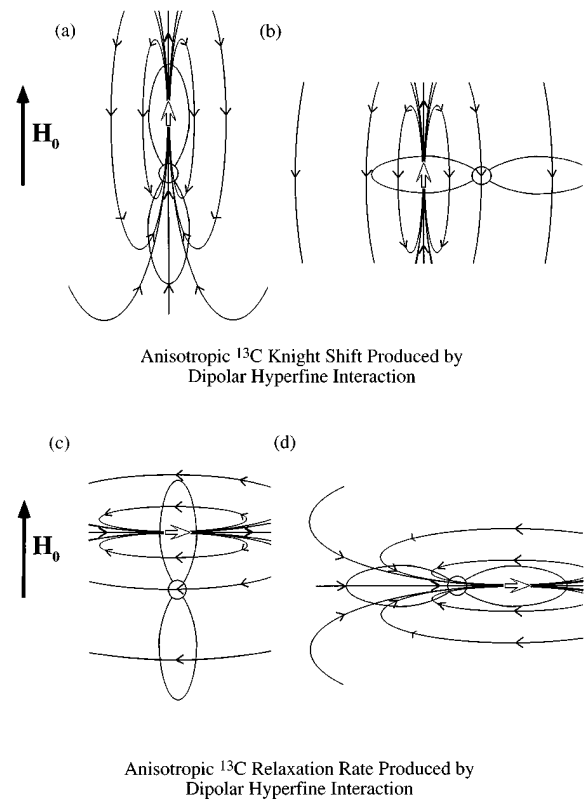 (a)
(b)
H₀
Anisotropic ¹³C Knight Shift Produced by
Dipolar Hyperfine Interaction
(c)
(d)
H₀
Anisotropic ¹³C Relaxation Rate Produced by
Dipolar Hyperfine Interaction